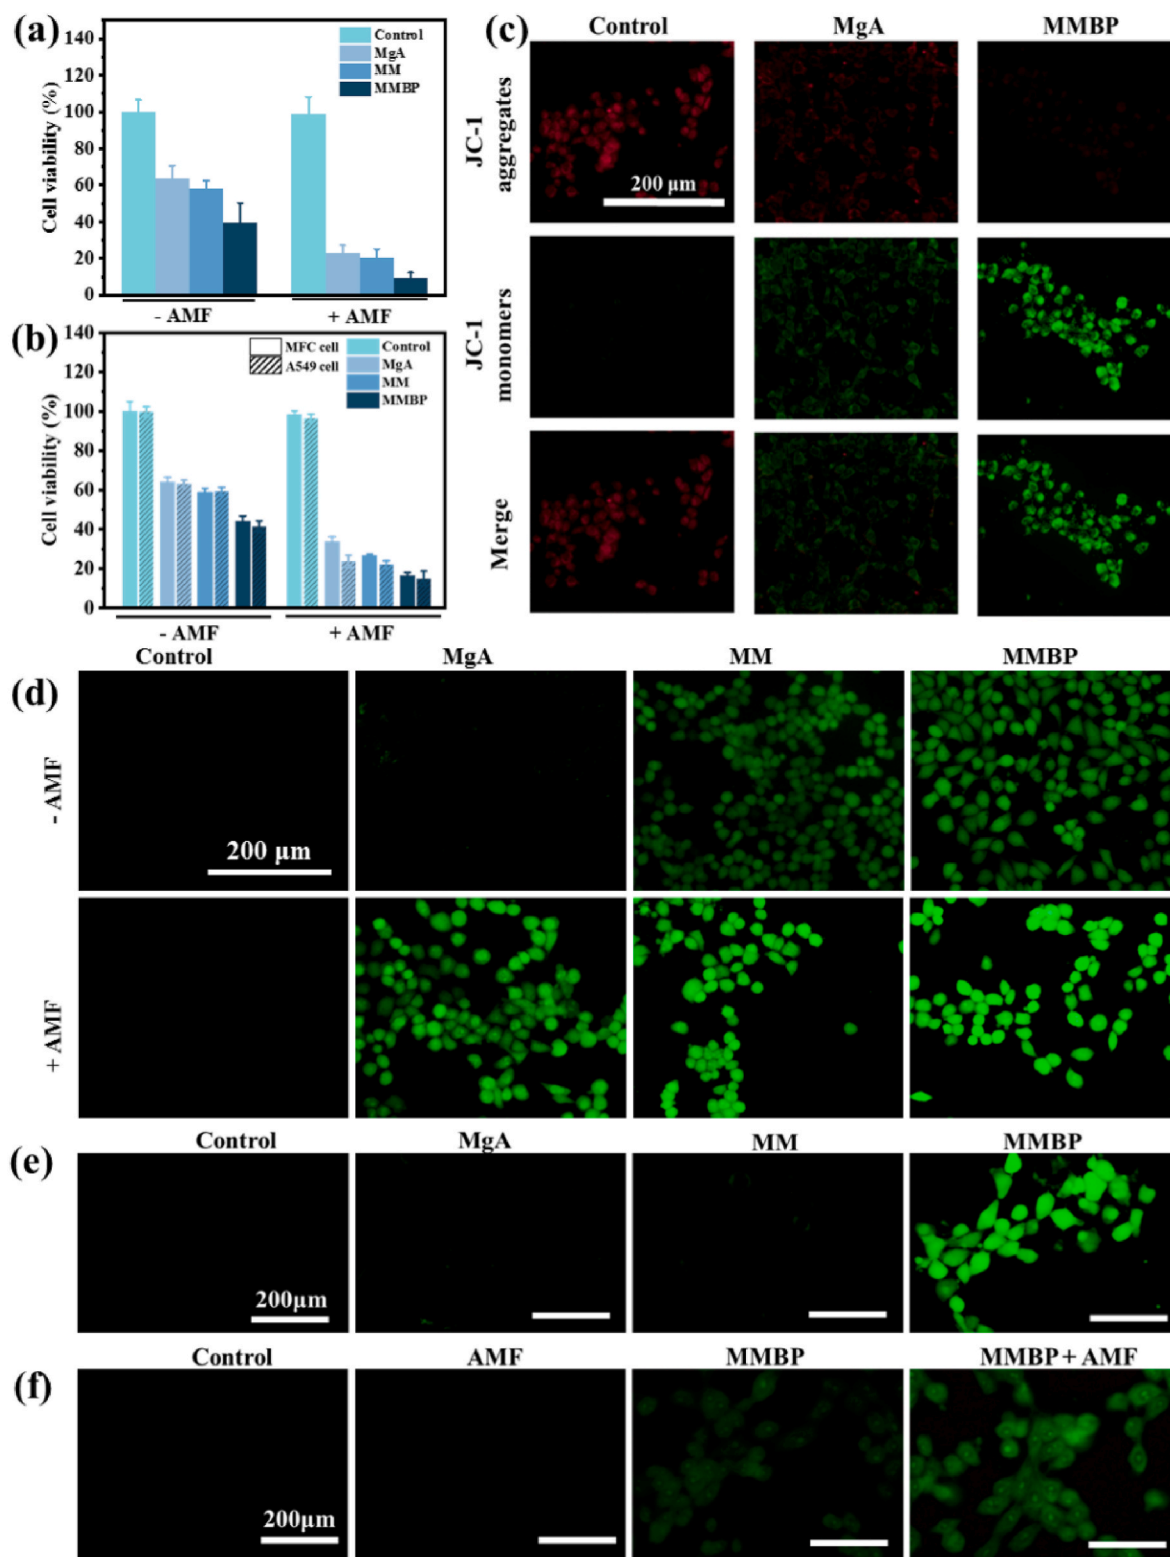 (a)
140
120
100
80
60
40
20
0
Cell viability (%)
Control
MgA
MM
MMBP
- AMF
+ AMF
(b)
140
120
100
80
60
40
20
0
Cell viability (%)
MFC cell
A549 cell
Control
MgA
MM
MMBP
- AMF
+ AMF
(c)
Control
MgA
MMBP
JC-1
aggregates
200 μm
JC-1
monomers
Merge
(d)
Control
MgA
MM
MMBP
- AMF
200 μm
+ AMF
(e)
Control
MgA
MM
MMBP
200μm
(f)
Control
AMF
MMBP
MMBP + AMF
200μm